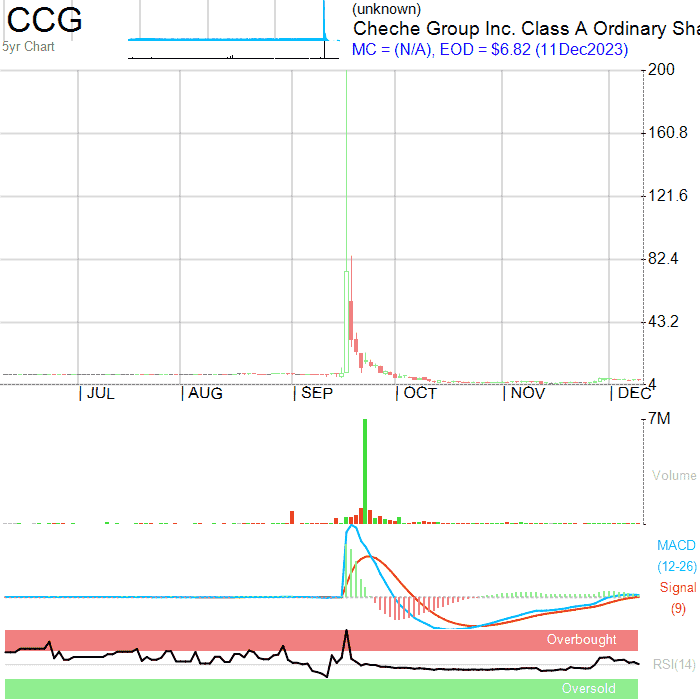 CCG
5yr Chart
(unknown)
Cheche Group Inc. Class A Ordinary Sha
MC = (N/A), EOD = $6.82 (11Dec2023)
200
160.8
121.6
82.4
43.2
4
JUL
AUG
SEP
OCT
NOV
DEC
7M
Volume
MACD
(12-26)
Signal
(9)
Overbought
RSI(14)
Oversold